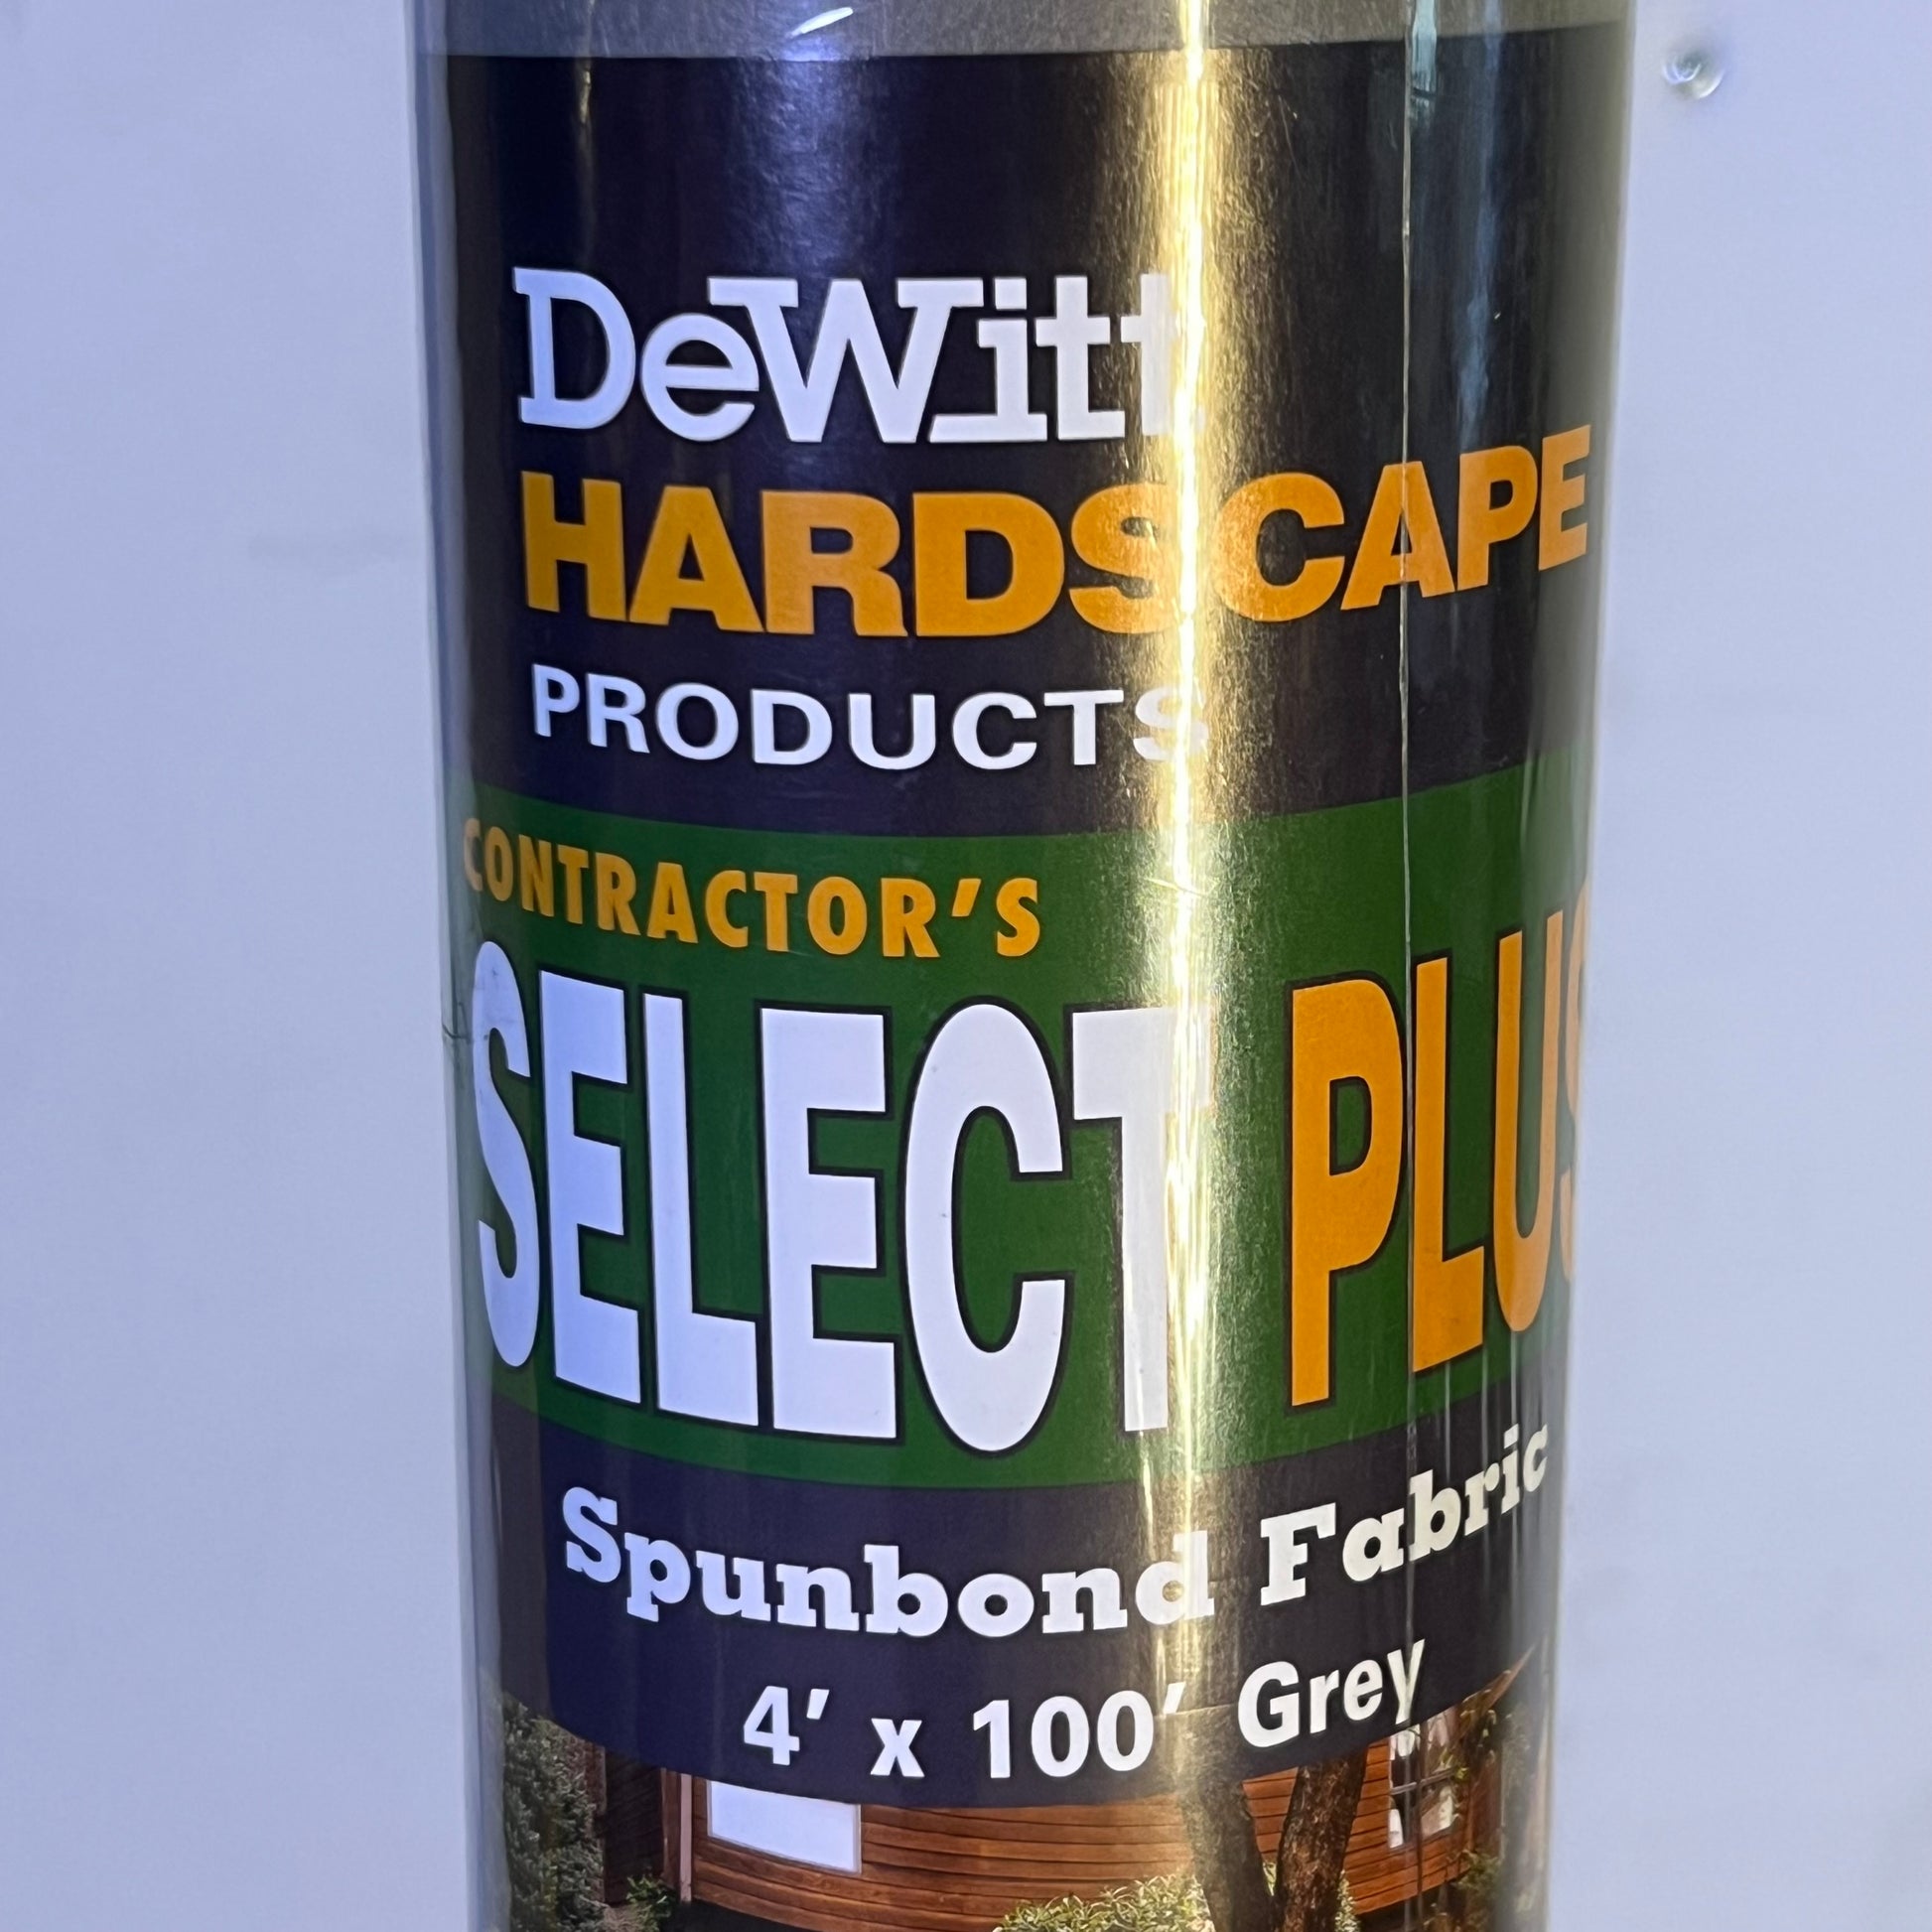 DeWitt
HARDSCAPE
PRODUCTS
CONTRACTOR'S
SELECT PLUS
Spunbond Fabric
4' x 100' Grey